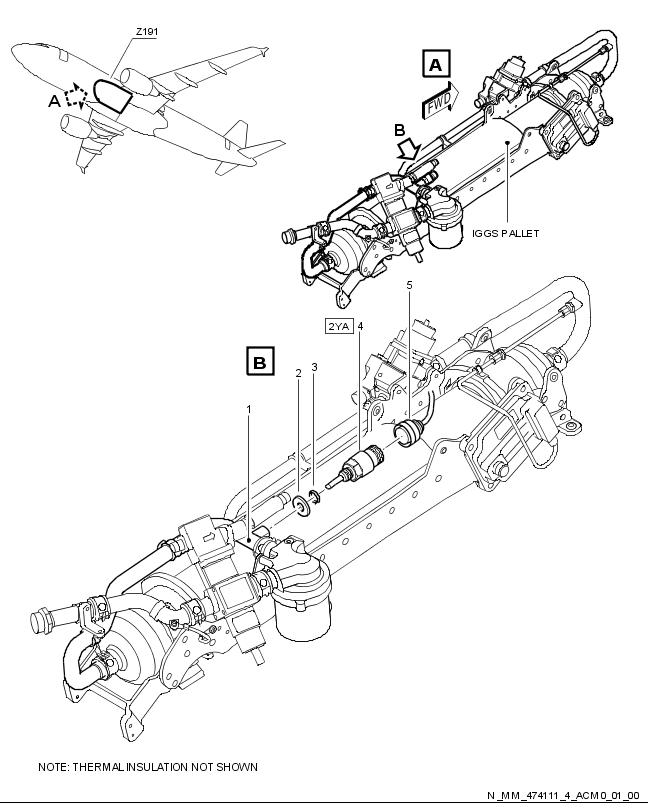 Z191
A
A
FWD
B
IGGS PALLET
5
2YA 4
B
3
2
1
NOTE: THERMAL INSULATION NOT SHOWN
N_MM_474111_4_ACM0_01_00